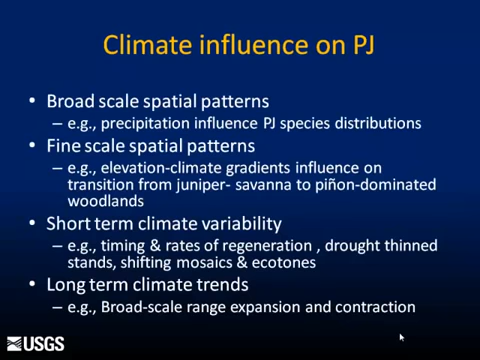 Climate influence on PJ
• Broad scale spatial patterns
– e.g., precipitation influence PJ species distributions
• Fine scale spatial patterns
– e.g., elevation-climate gradients influence on
transition from juniper- savanna to piñon-dominated
woodlands
• Short term climate variability
– e.g., timing & rates of regeneration , drought thinned
stands, shifting mosaics & ecotones
• Long term climate trends
– e.g., Broad-scale range expansion and contraction
USGS